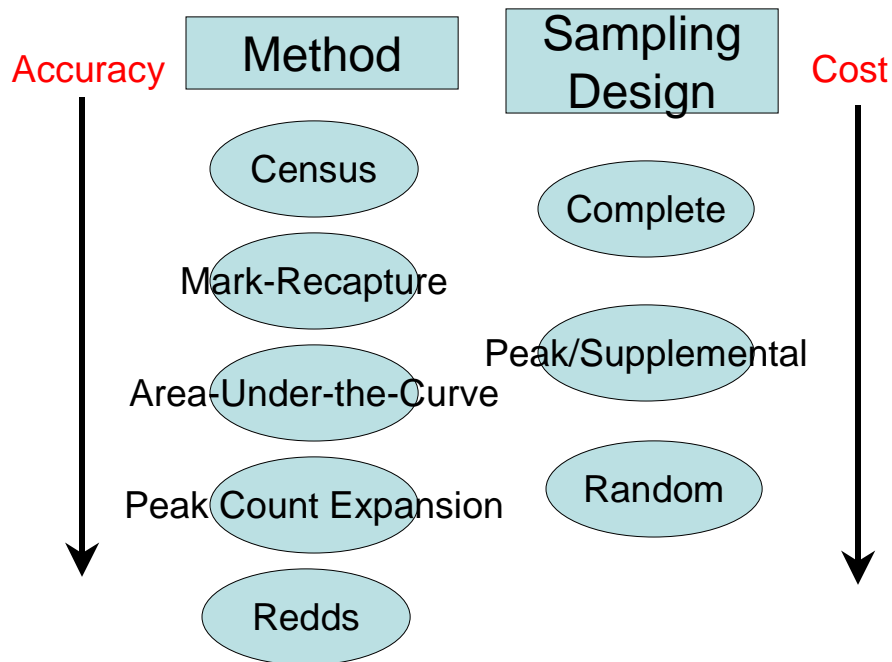 Accuracy
Method
Sampling
Design
Cost
Census
Mark-Recapture
Area-Under-the-Curve
Peak Count Expansion
Redds
Complete
Peak/Supplemental
Random